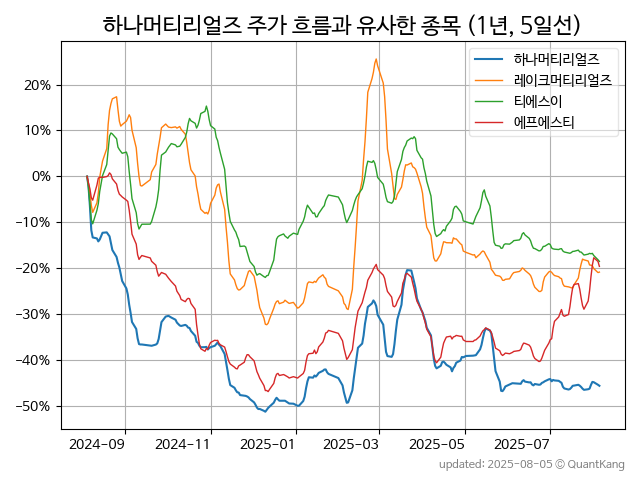 하나머티리얼즈 주가 흐름과 유사한 종목 (1년, 5일선)
하나머티리얼즈
레이크머티리얼즈
티에스이
에프에스티
20%
10%
0%
−10%
−20%
−30%
−40%
−50%
2024-09
2024-11
2025-01
2025-03
2025-05
2025-07
updated: 2025-08-05 © QuantKang